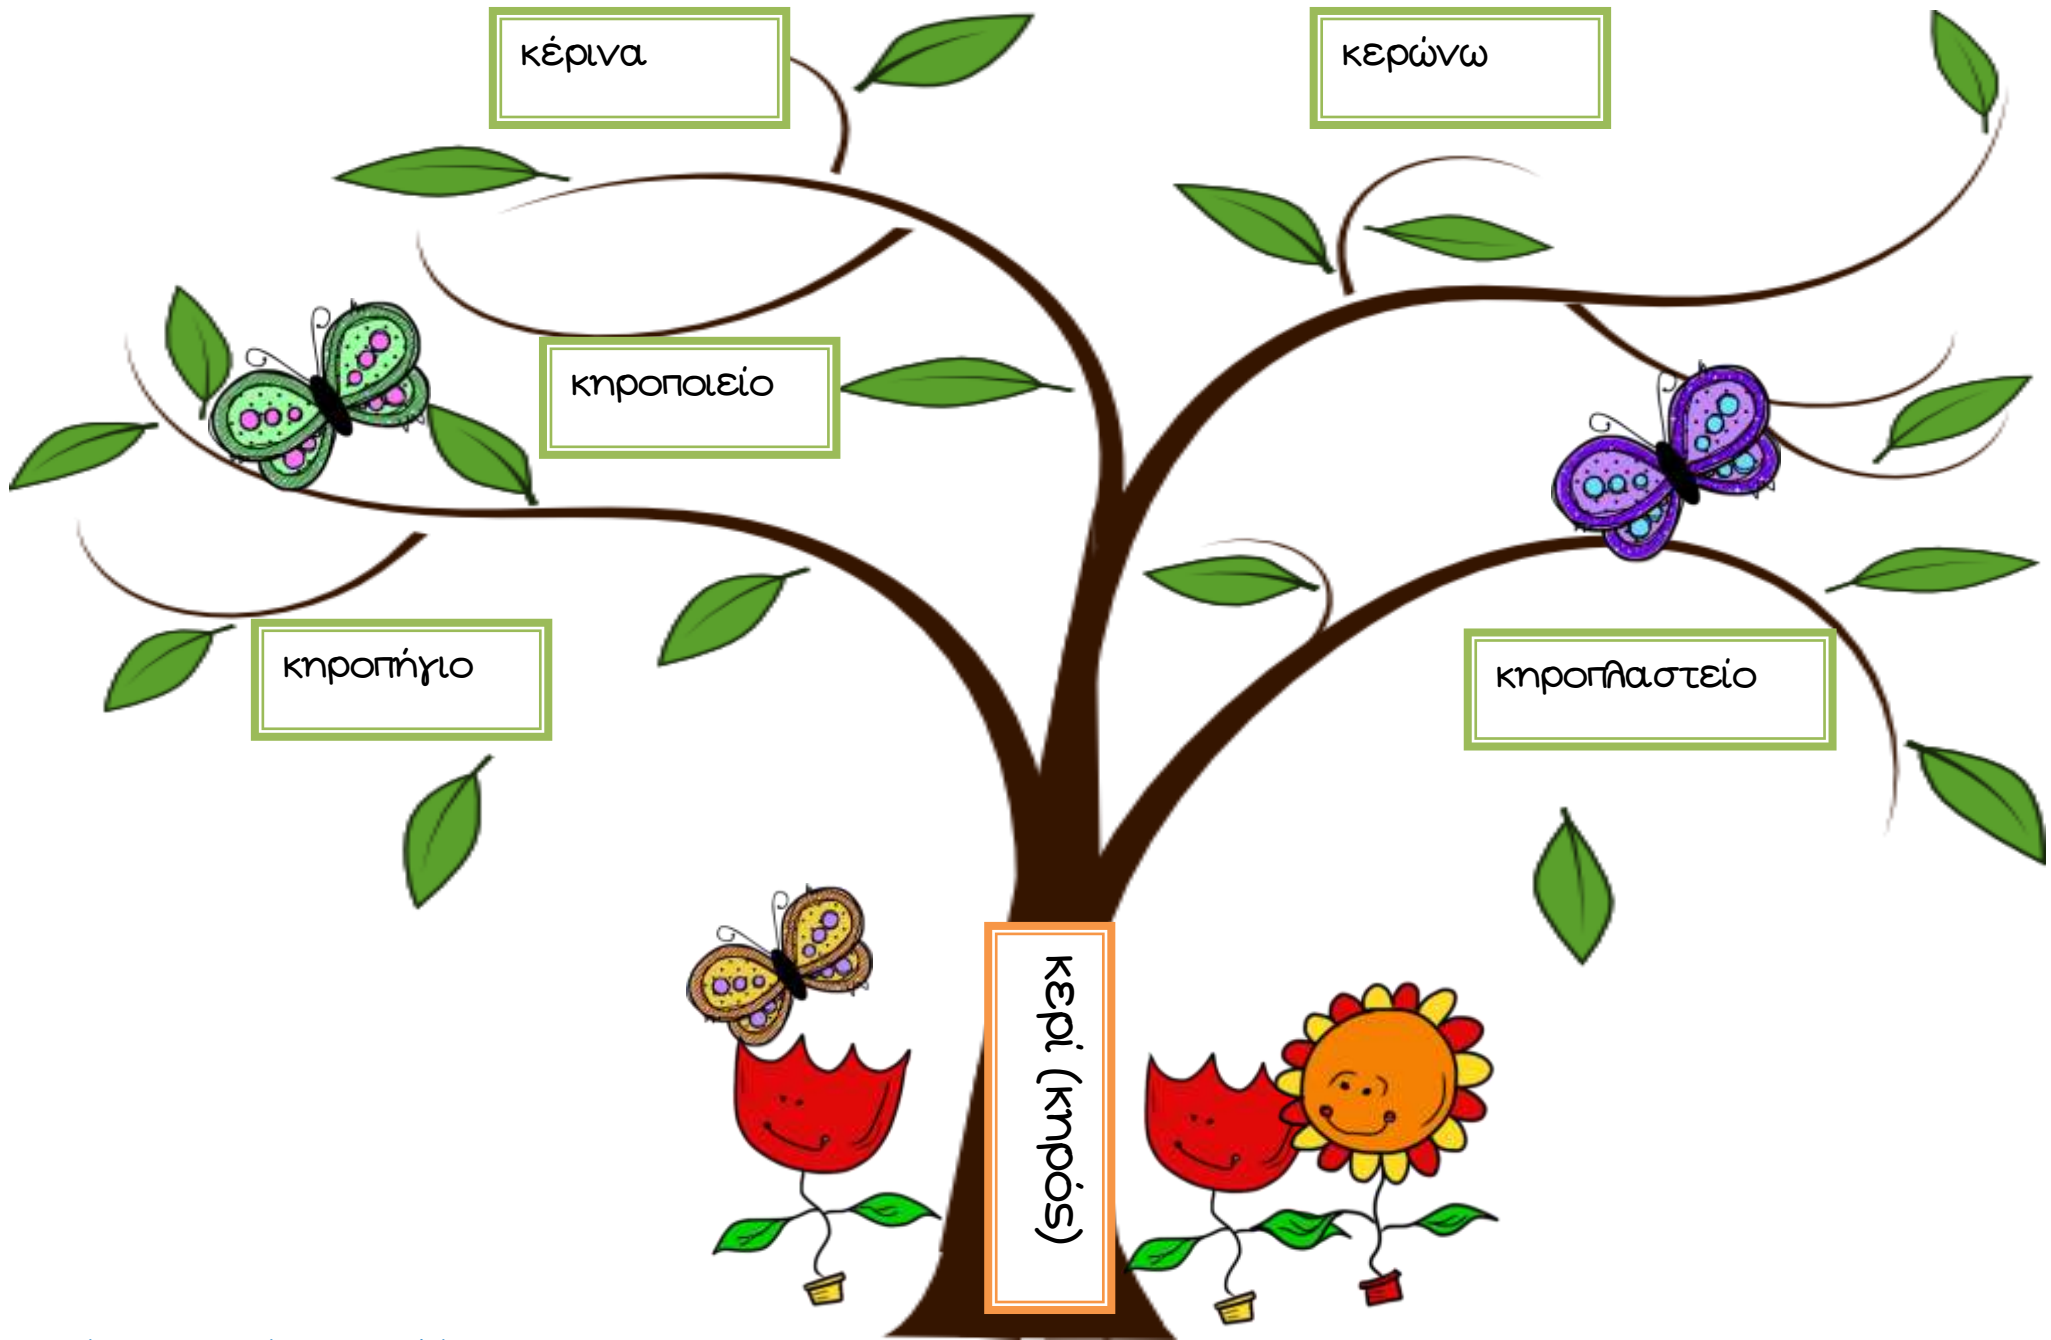 κέρινα
κερώνω
κηροποιείο
κηροπήγιο
κηροπλαστείο
κερί (κηρός)